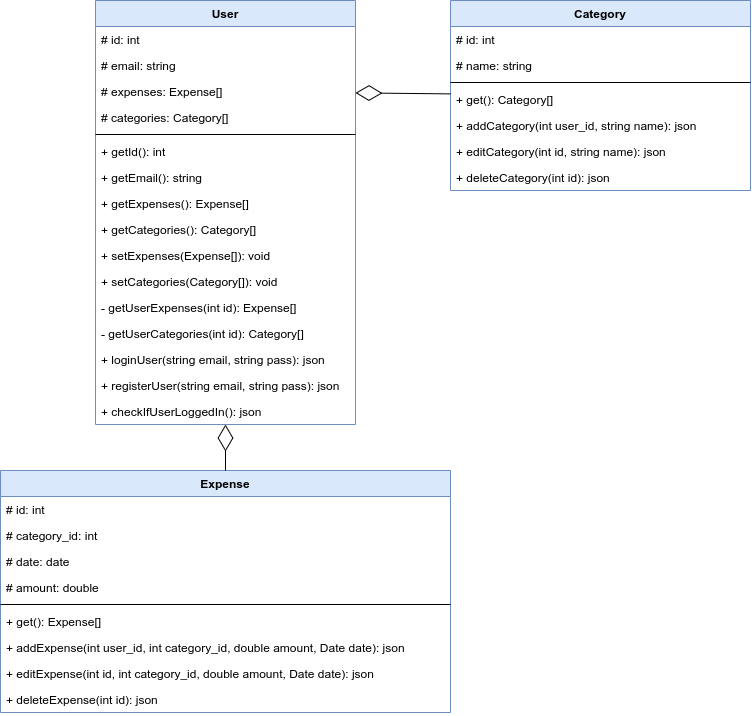 User
# id: int
# email: string
# expenses: Expense[]
# categories: Category[]
+ getId(): int
+ getEmail(): string
+ getExpenses(): Expense[]
+ getCategories(): Category[]
+ setExpenses(Expense[]): void
+ setCategories(Category[]): void
- getUserExpenses(int id): Expense[]
- getUserCategories(int id): Category[]
+ loginUser(string email, string pass): json
+ registerUser(string email, string pass): json
+ checkIfUserLoggedIn(): json
Category
# id: int
# name: string
+ get(): Category[]
+ addCategory(int user_id, string name): json
+ editCategory(int id, string name): json
+ deleteCategory(int id): json
Expense
# id: int
# category_id: int
# date: date
# amount: double
+ get(): Expense[]
+ addExpense(int user_id, int category_id, double amount, Date date): json
+ editExpense(int id, int category_id, double amount, Date date): json
+ deleteExpense(int id): json